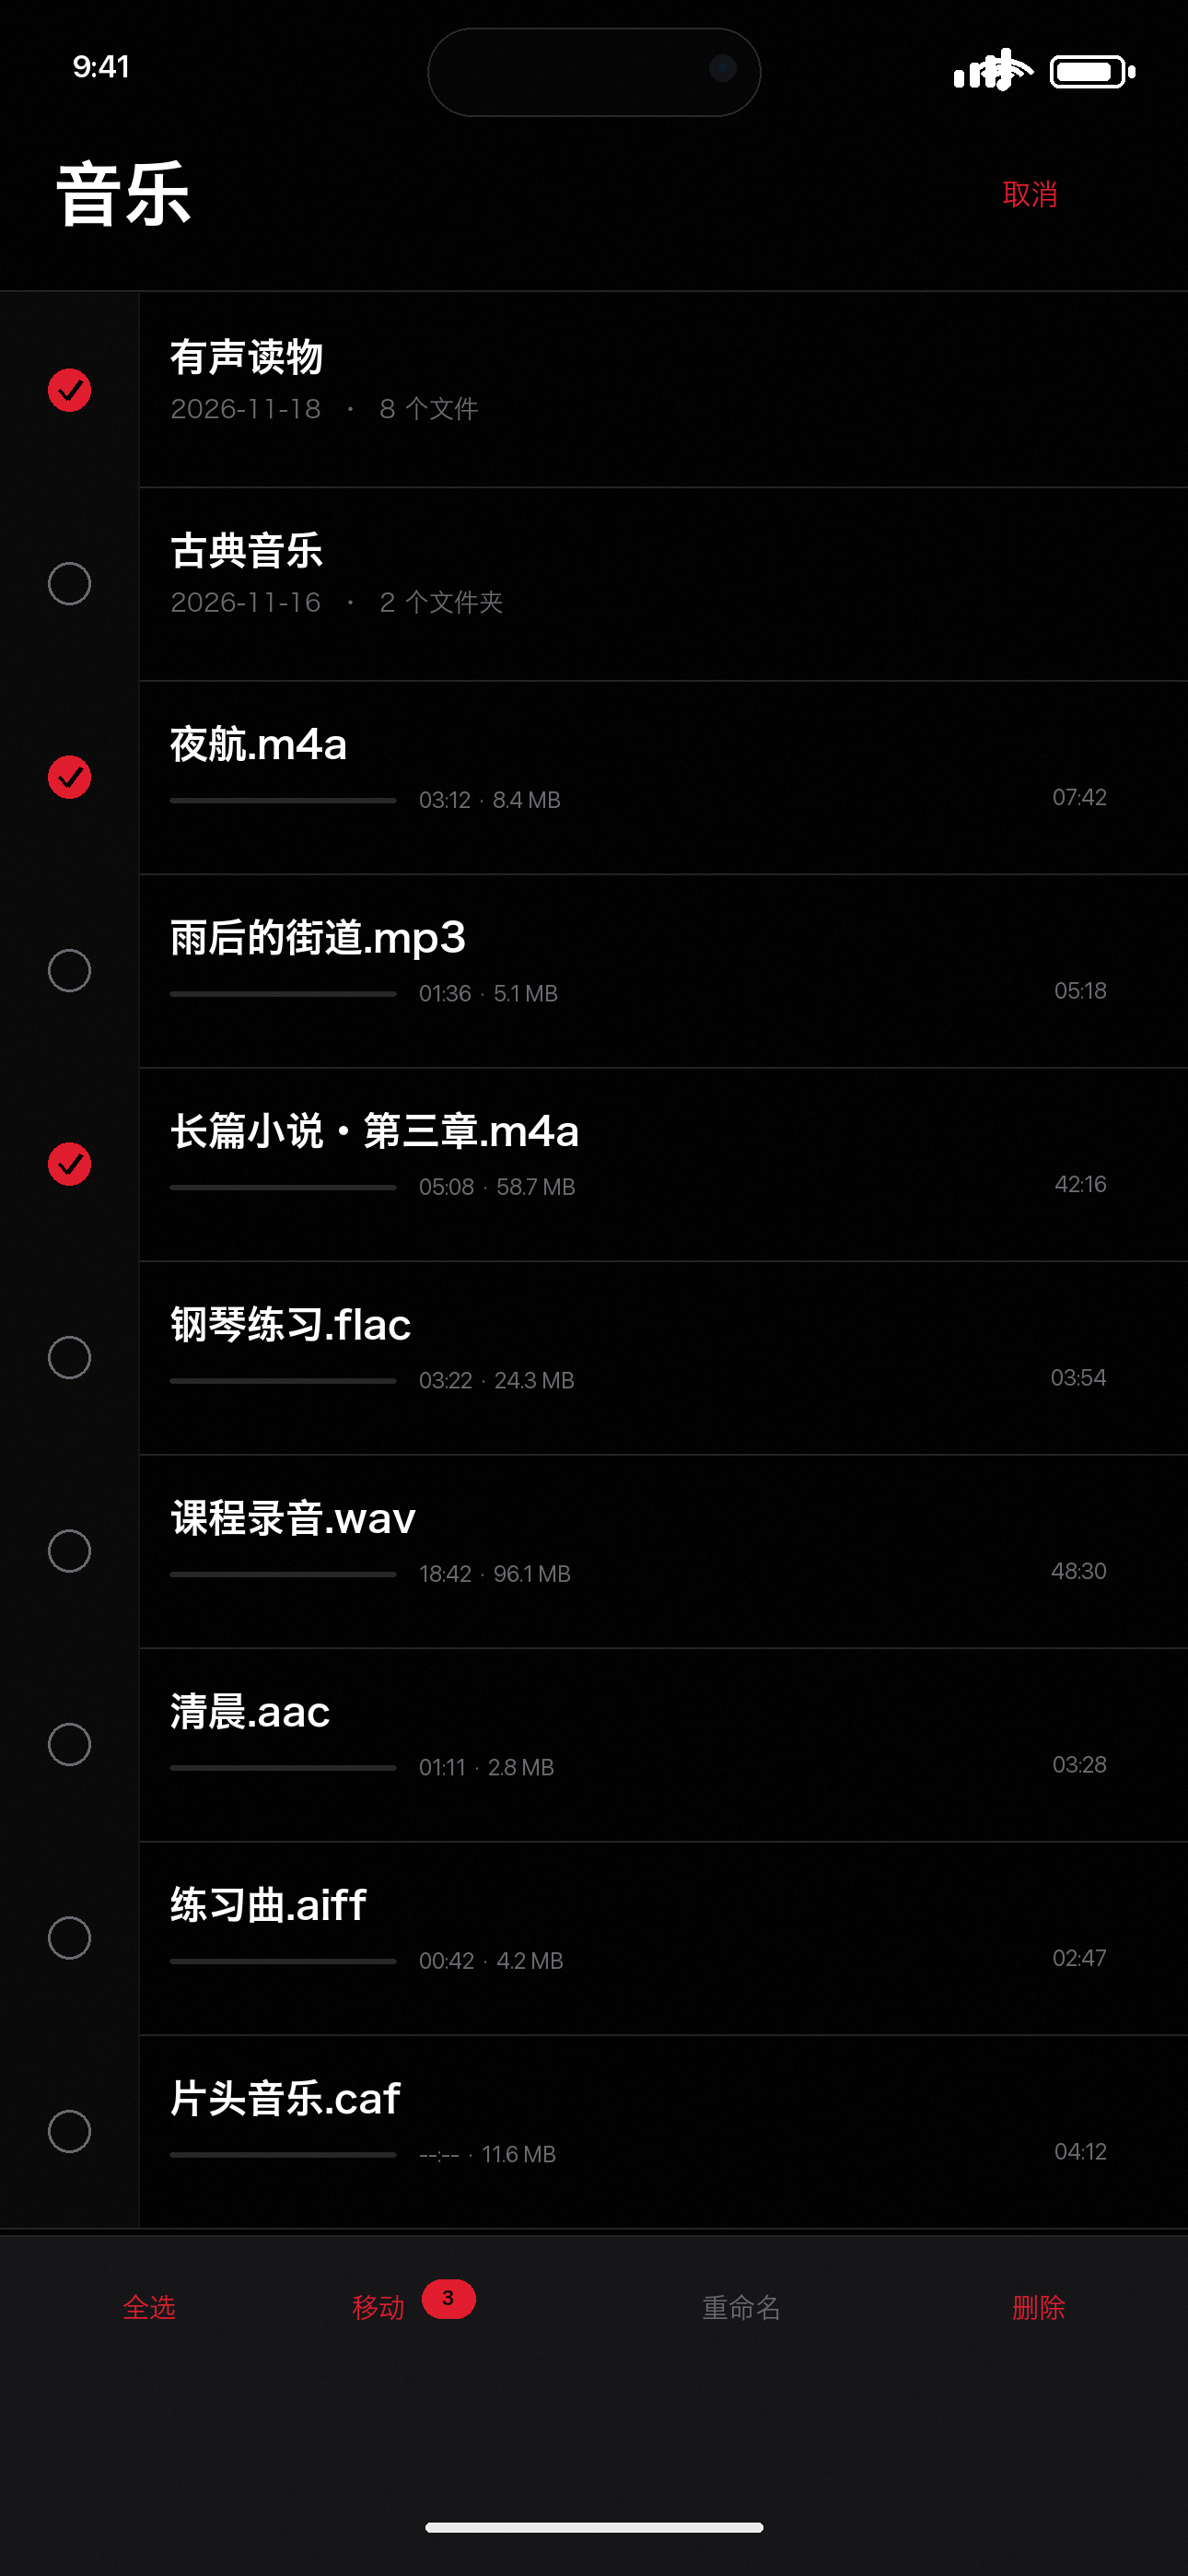 9:41
音乐
取消
有声读物
2026-11-18 · 8 个文件
古典音乐
2026-11-16 · 2 个文件夹
夜航.m4a
03:12 · 8.4 MB
07:42
雨后的街道.mp3
01:36 · 5.1 MB
05:18
长篇小说·第三章.m4a
05:08 · 58.7 MB
42:16
钢琴练习.flac
03:22 · 24.3 MB
03:54
课程录音.wav
18:42 · 96.1 MB
48:30
清晨.aac
01:11 · 2.8 MB
03:28
练习曲.aiff
00:42 · 4.2 MB
02:47
片头音乐.caf
--:-- · 11.6 MB
04:12
全选 移动 3 重命名 删除